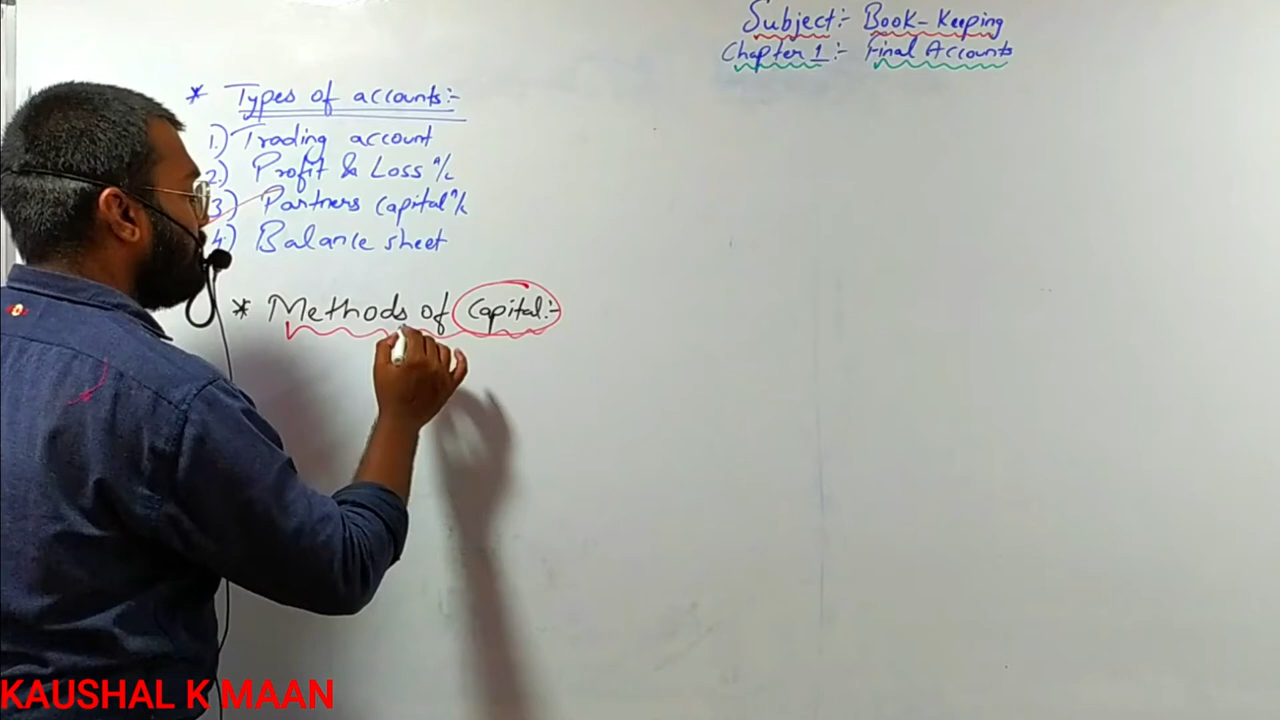 Subject:- Book-Keeping
Chapter 1:- Final Accounts
* Types of accounts:-
1.) Trading account
2.) Profit & Loss a/c
3) Partners Capital a/c
4.) Balance sheet
* Methods of Capital:-
KAUSHAL K MAAN